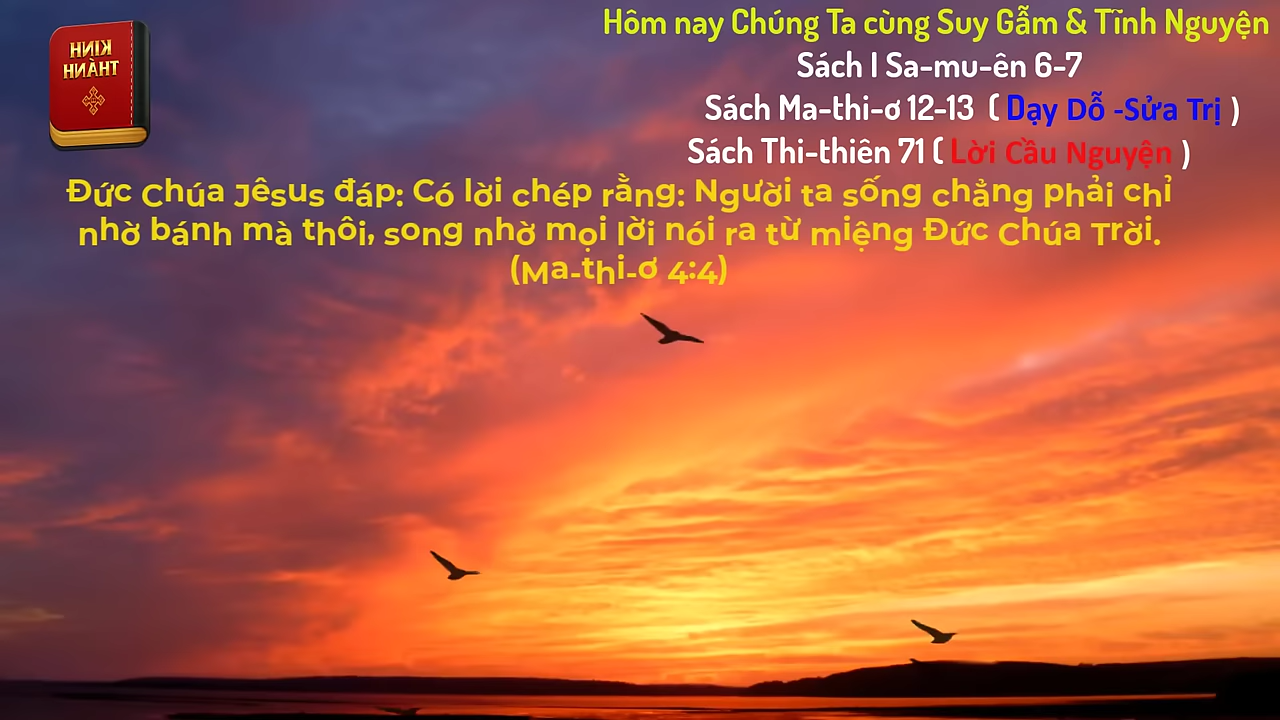 KINH
THÀNH
Hôm nay Chúng Ta cùng Suy Gẫm & Tĩnh Nguyện
Sách I Sa-mu-ên 6-7
Sách Ma-thi-ơ 12-13 ( Dạy Dỗ -Sửa Trị )
Sách Thi-thiên 71 ( Lời Cầu Nguyện )
Đức Chúa Jêsus đáp: Có lời chép rằng: Người ta sống chẳng phải chỉ
nhờ bánh mà thôi, song nhờ mọi lời nói ra từ miệng Đức Chúa Trời.
(Ma-thi-ơ 4:4)